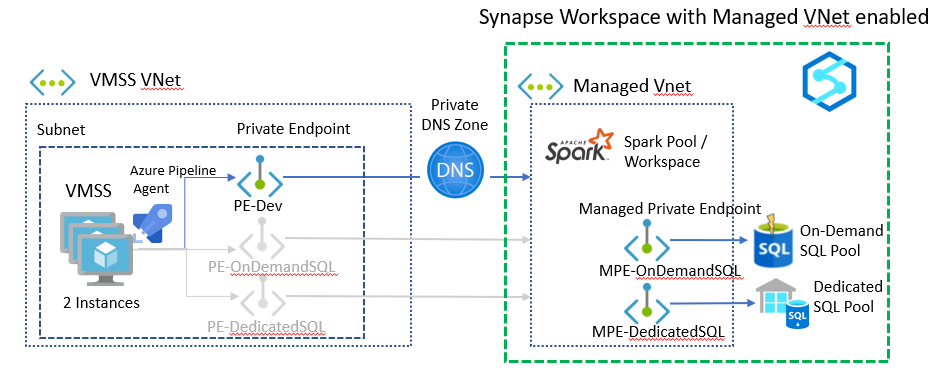 Synapse Workspace with Managed VNet enabled
VMSS VNet
Subnet
Private Endpoint
VMSS
Azure Pipeline
Agent
PE-Dev
PE-OnDemandSQL
2 Instances
PE-DedicatedSQL
Private
DNS Zone
DNS
Managed Vnet
APACHE
Spark
Spark Pool /
Workspace
Managed Private Endpoint
MPE-OnDemandSQL
MPE-DedicatedSQL
SQL
On-Demand
SQL Pool
SQL
Dedicated
SQL Pool